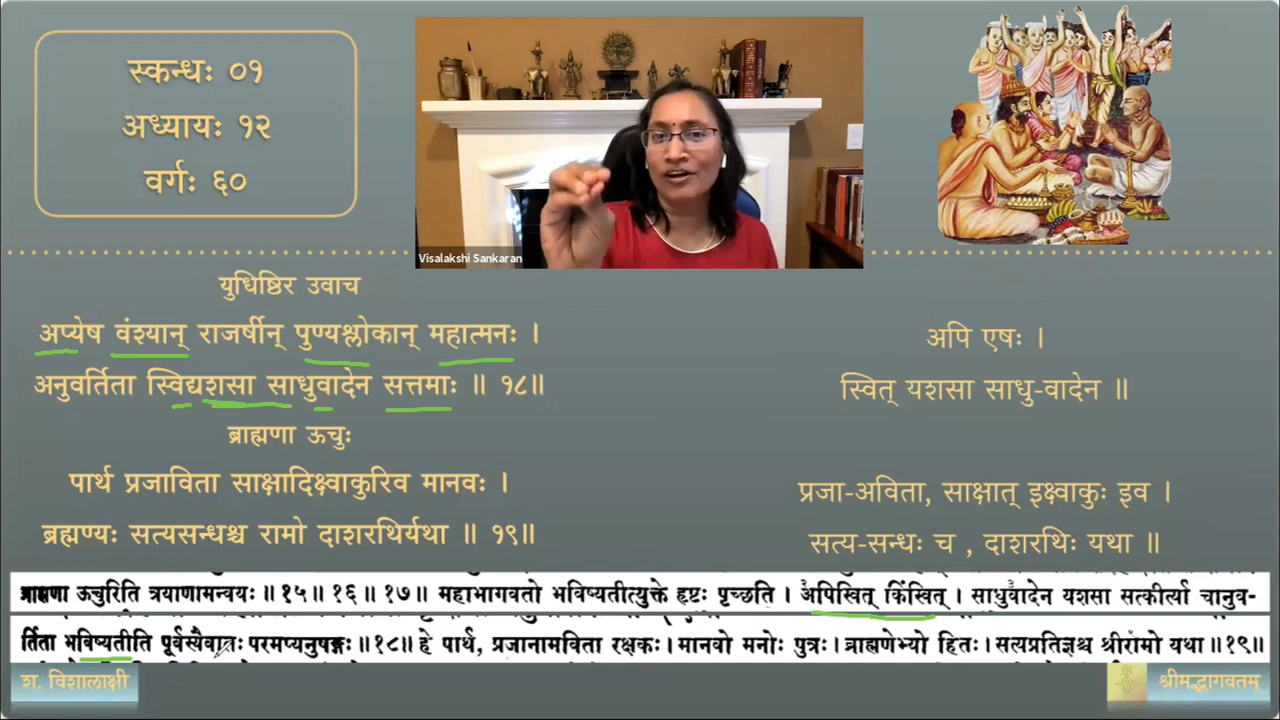 स्कन्धः ०१
अध्यायः १२
वर्गः ६०
Visalakshi Sankaran
युधिष्ठिर उवाच
अप्येष वंश्यान् राजर्षीन् पुण्यश्लोकान् महात्मनः ।
अनुवर्तिता स्विद्यशसा साधुवादेन सत्तमाः ॥ १८॥
ब्राह्मणा ऊचुः
पार्थ प्रजाविता साक्षादिक्ष्वाकुरिव मानवः ।
ब्रह्मण्यः सत्यसन्धश्च रामो दाशरथिर्यथा ॥ १९॥
अपि एषः ।
स्वित् यशसा साधु-वादेन ॥
प्रजा-अविता, साक्षात् इक्ष्वाकुः इव ।
सत्य-सन्धः च , दाशरथिः यथा ॥
ब्राह्मणा ऊचुरिति त्रयाणामन्वयः ॥ १५॥ १६॥ १७॥ महाभागवतो भविष्यतीत्युक्ते हृष्टः पृच्छति । अपिस्वित् किंस्वित् । साधुवादेन यशसा सत्कीर्त्या चानुव-
र्तिता भविष्यतीति पूर्वस्यैवातः परमप्यनुषङ्गः ॥१८॥ हे पार्थ, प्रजानामविता रक्षकः । मानवो मनोः पुत्रः । ब्राह्मणेभ्यो हितः । सत्यप्रतिज्ञश्च श्रीरामो यथा ॥१९॥
श. विशालाक्षी
श्रीमद्भागवतम्